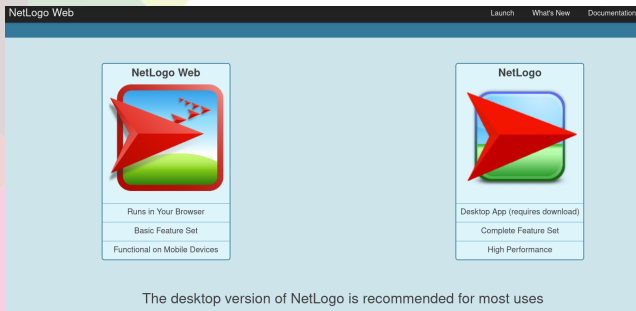 NetLogo Web Launch What's New Documentation
NetLogo Web
Runs in Your Browser
Basic Feature Set
Functional on Mobile Devices
NetLogo
Desktop App (requires download)
Complete Feature Set
High Performance
The desktop version of NetLogo is recommended for most uses